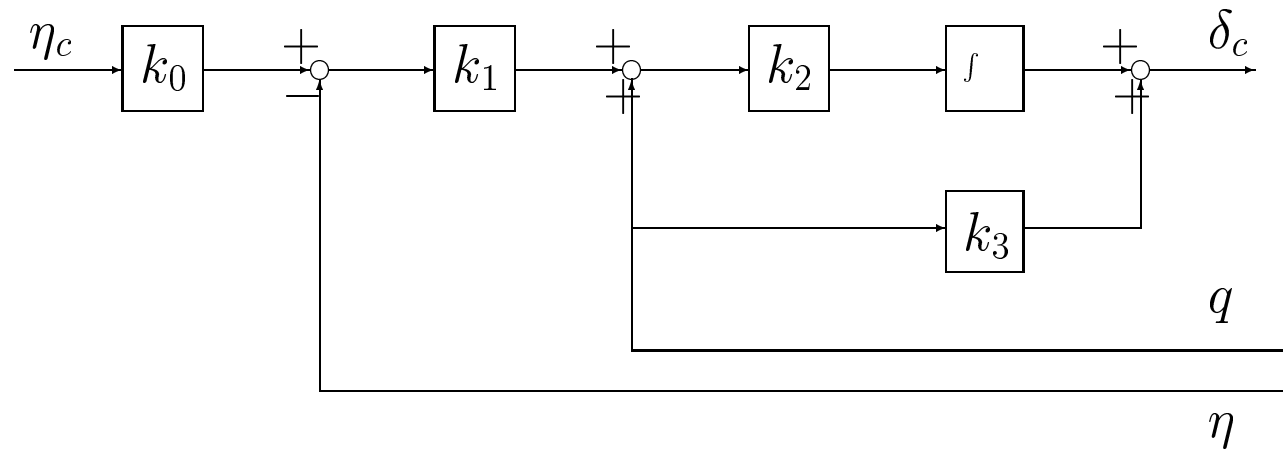 η_c
k_0
+
−
k_1
+
+
k_2
∫
+
+
δ_c
k_3
q
η